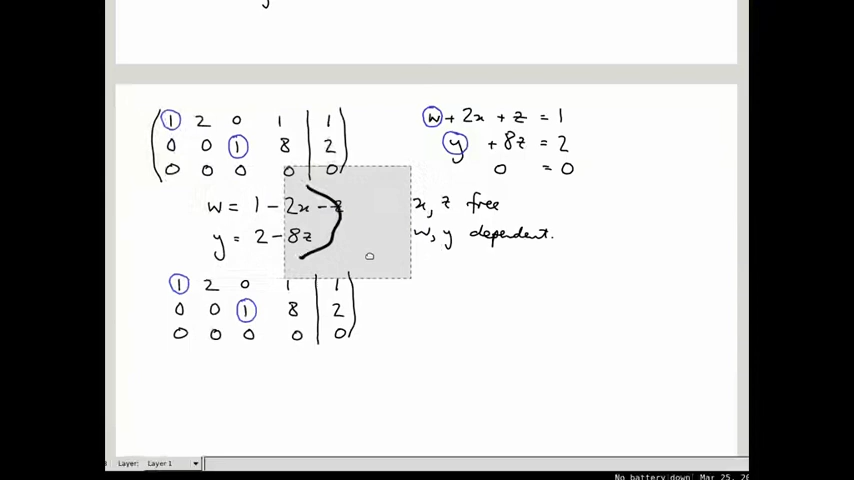 1 2 0 1 | 1
0 0 1 8 | 2
0 0 0 0 | 0
w + 2x + z = 1
y + 8z = 2
0 = 0
w = 1 - 2x - z
y = 2 - 8z
x, z free
w, y dependent.
1 2 0 1 | 1
0 0 1 8 | 2
0 0 0 0 | 0
Layer: Layer 1
No battery|down| Mar 25, 20